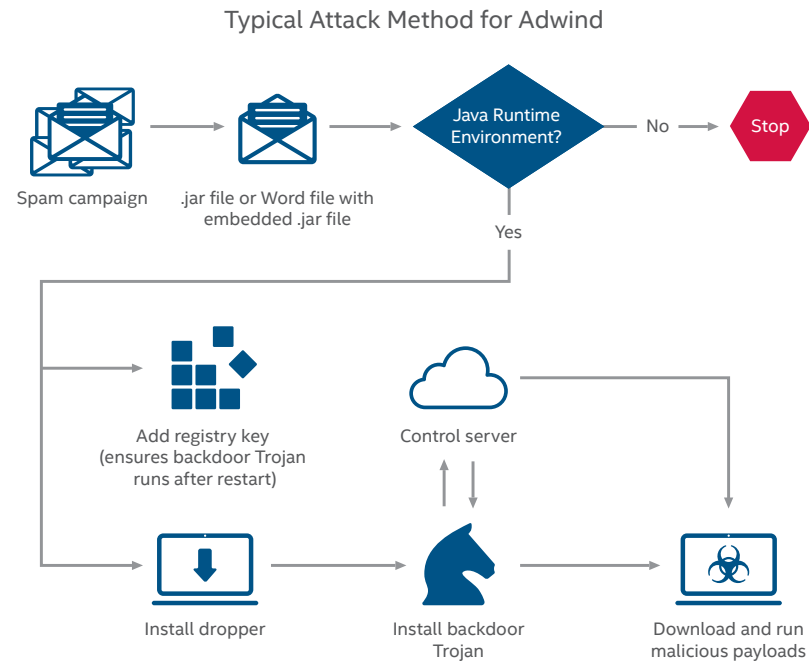 Typical Attack Method for Adwind
Java Runtime
Environment?
No
Stop
Spam campaign
.jar file or Word file with
embedded .jar file
Yes
Add registry key
(ensures backdoor Trojan
runs after restart)
Control server
Install dropper
Install backdoor
Trojan
Download and run
malicious payloads